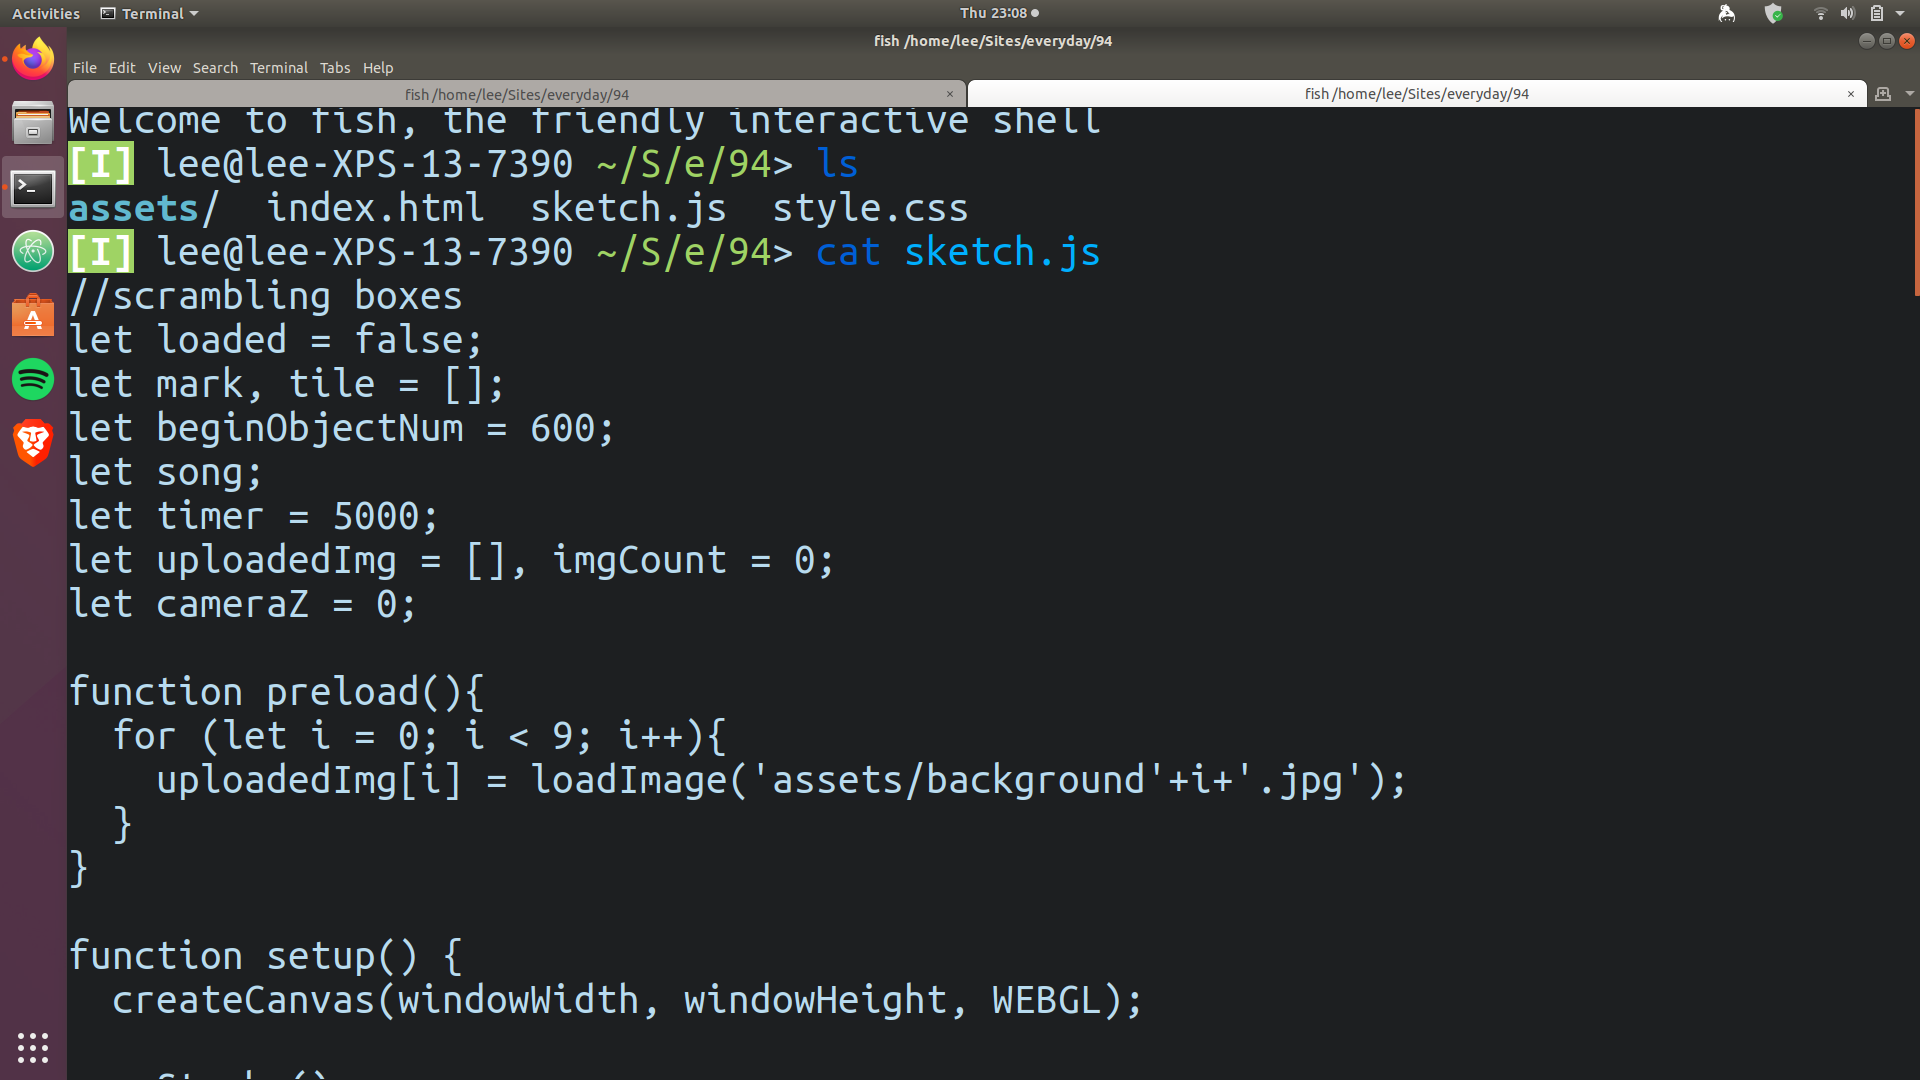 Activities Terminal Thu 23:08
fish /home/lee/Sites/everyday/94
File Edit View Search Terminal Tabs Help
fish /home/lee/Sites/everyday/94 × fish /home/lee/Sites/everyday/94 ×
Welcome to fish, the friendly interactive shell
[I] lee@lee-XPS-13-7390 ~/S/e/94> ls
assets/  index.html  sketch.js  style.css
[I] lee@lee-XPS-13-7390 ~/S/e/94> cat sketch.js
//scrambling boxes
let loaded = false;
let mark, tile = [];
let beginObjectNum = 600;
let song;
let timer = 5000;
let uploadedImg = [], imgCount = 0;
let cameraZ = 0;
function preload(){
  for (let i = 0; i < 9; i++){
    uploadedImg[i] = loadImage('assets/background'+i+'.jpg');
  }
}
function setup() {
  createCanvas(windowWidth, windowHeight, WEBGL);